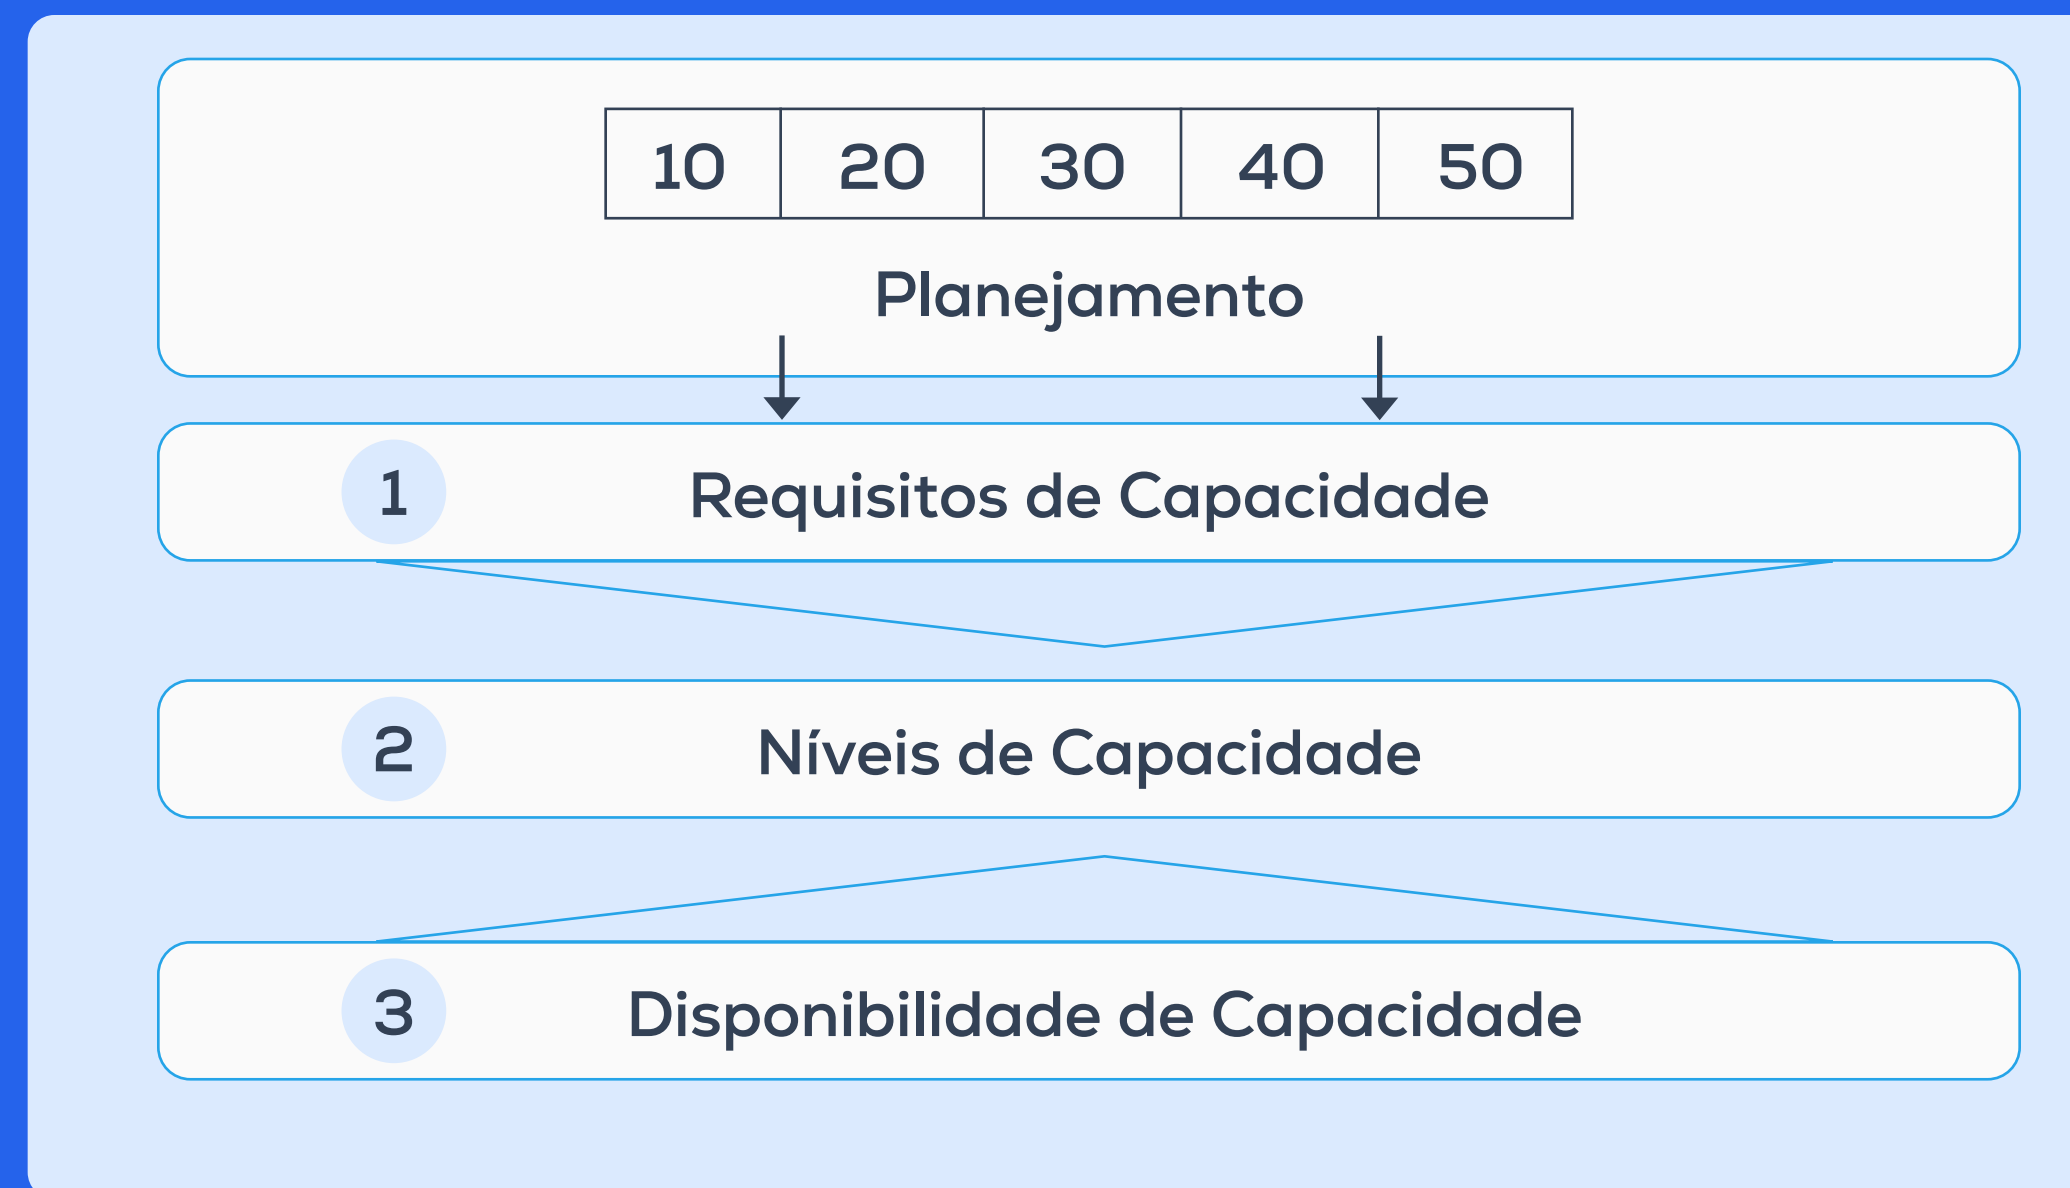 10 20 30 40 50
Planejamento
1 Requisitos de Capacidade
2 Níveis de Capacidade
3 Disponibilidade de Capacidade